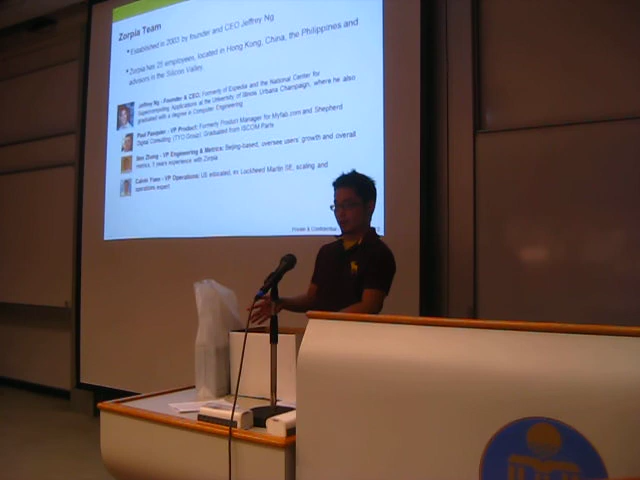 Zorpia Team
Established in 2003 by founder and CEO Jeffrey Ng.
Zorpia has 25 employees, located in Hong Kong, China, the Philippines and
advisors in the Silicon Valley.
Jeffrey Ng - Founder & CEO; Formerly of Expedia and the National Center for
Supercomputing Applications at the University of Illinois Urbana Champaign, where he also
graduated with a degree in Computer Engineering
Paul Pasquier - VP Product: Formerly Product Manager for Myfab.com and Shepherd
Digital Consulting (TYO Group). Graduated from ISCOM Paris
Ben Zhong - VP Engineering & Metrics: Beijing-based, oversee users' growth and overall
metrics, years experience with Zorpia
Calvin - VP Operations: US educated, ex Lockheed Martin SE, scaling and
operations expert
Private & Confidential